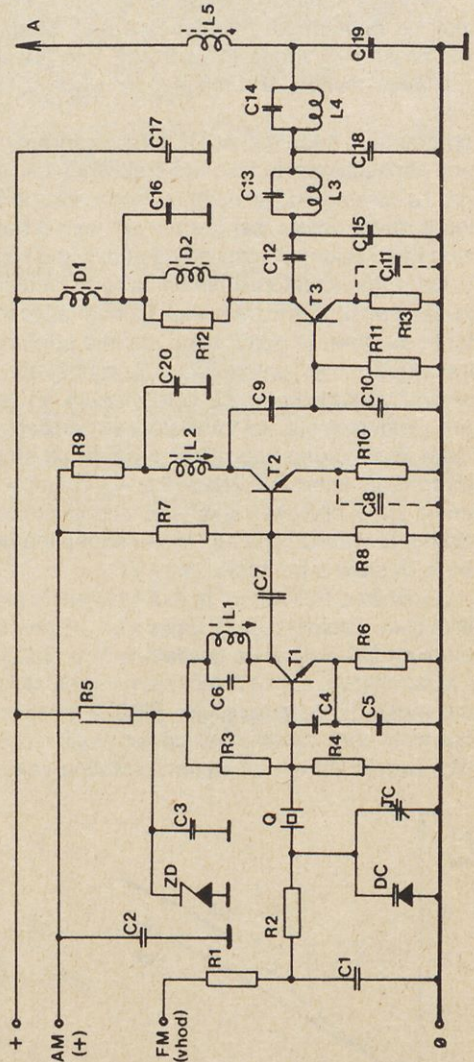 +
AM
(+)
FM
(vhod)
0
R1
C1
C2
ZD
C3
R2
DC
TC
Q
R5
R3
R4
C4
C5
C6
L1
T1
R6
C7
R7
R8
R9
C20
L2
T2
C8
R10
C9
C10
R11
D1
C16
R12
D2
T3
C11
R13
C17
C12
C15
C13
L3
C18
C14
L4
L5
C19
A